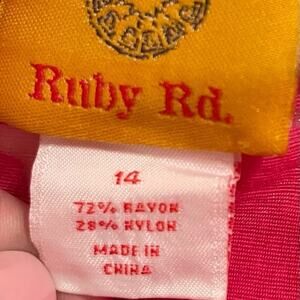 Ruby Rd.
14
72% RAYON
28% NYLON
MADE IN
CHINA